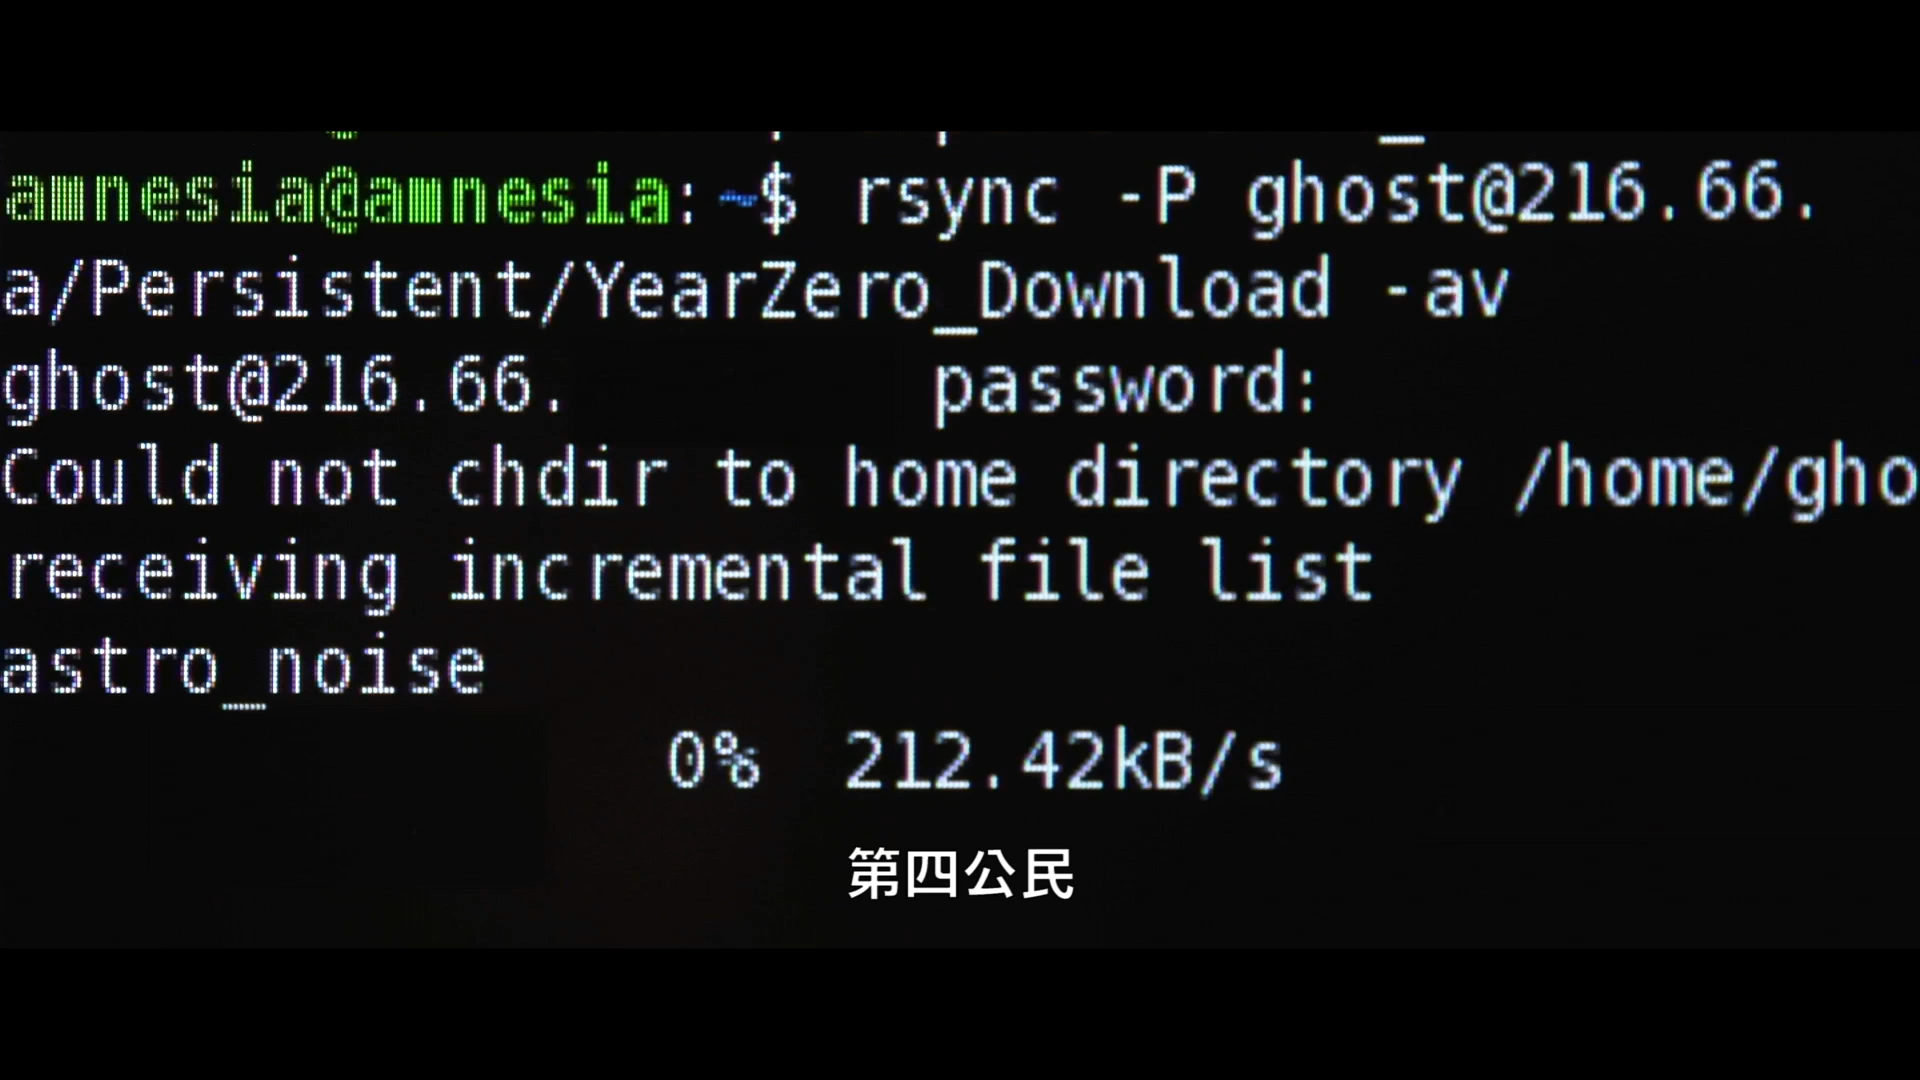 amnesia@amnesia:~$ rsync -P ghost@216.66.
a/Persistent/YearZero_Download -av
ghost@216.66. password:
Could not chdir to home directory /home/gho
receiving incremental file list
astro_noise
0% 212.42kB/s
第四公民